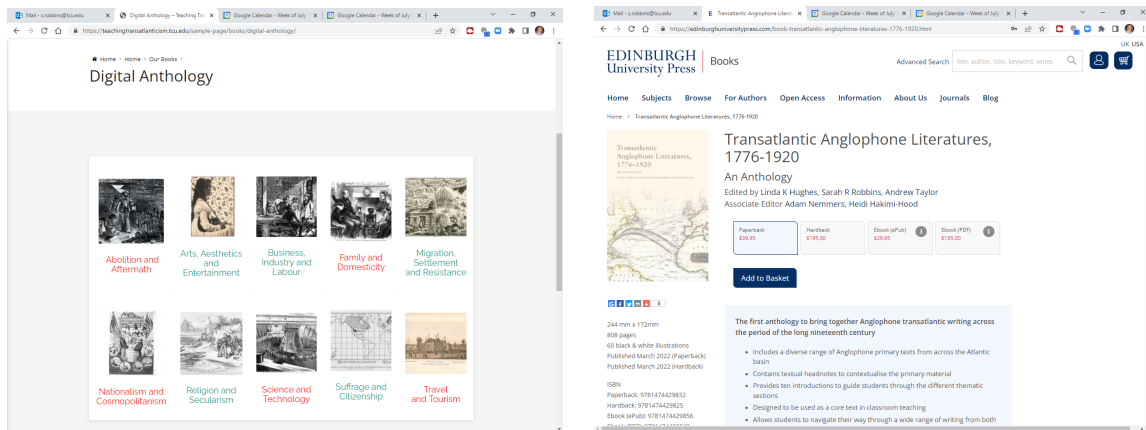 Mail - s.robbins@tcu.edu
Digital Anthology – Teaching Tra
Google Calendar - Week of July
Google Calendar - Week of July
https://teachingtransatlanticism.tcu.edu/sample-page/books/digital-anthology/
Home > Home > Our Books >
Digital Anthology
Abolition and
Aftermath
Arts, Aesthetics
and
Entertainment
Business,
Industry and
Labour
Family and
Domesticity
Migration,
Settlement
and Resistance
Nationalism and
Cosmopolitanism
Religion and
Secularism
Science and
Technology
Suffrage and
Citizenship
Travel
and Tourism
Mail - s.robbins@tcu.edu
Transatlantic Anglophone Literat
Google Calendar - Week of July
Google Calendar - Week of July
https://edinburghuniversitypress.com/book-transatlantic-anglophone-literatures-1776-1920.html
UK USA
EDINBURGH
University Press
Books
Advanced Search
title, author, isbn, keyword, series
Home Subjects Browse For Authors Open Access Information About Us Journals Blog
Home > Transatlantic Anglophone Literatures, 1776-1920
Transatlantic
Anglophone Literatures,
1776–1920
Transatlantic Anglophone Literatures,
1776-1920
An Anthology
Edited by Linda K Hughes, Sarah R Robbins, Andrew Taylor
Associate Editor Adam Nemmers, Heidi Hakimi-Hood
Paperback
$39.95
Hardback
$195.00
Ebook (ePub)
$29.95
Ebook (PDF)
$195.00
Add to Basket
244 mm x 172mm
808 pages
60 black & white illustrations
Published March 2022 (Paperback)
Published March 2022 (Hardback)
ISBN
Paperback: 9781474429832
Hardback: 9781474429825
Ebook (ePub): 9781474429856
The first anthology to bring together Anglophone transatlantic writing across
the period of the long nineteenth century
Includes a diverse range of Anglophone primary texts from across the Atlantic
basin
Contains textual headnotes to contextualise the primary material
Provides ten introductions to guide students through the different thematic
sections
Designed to be used as a core text in classroom teaching
Allows students to navigate their way through a wide range of writing from both